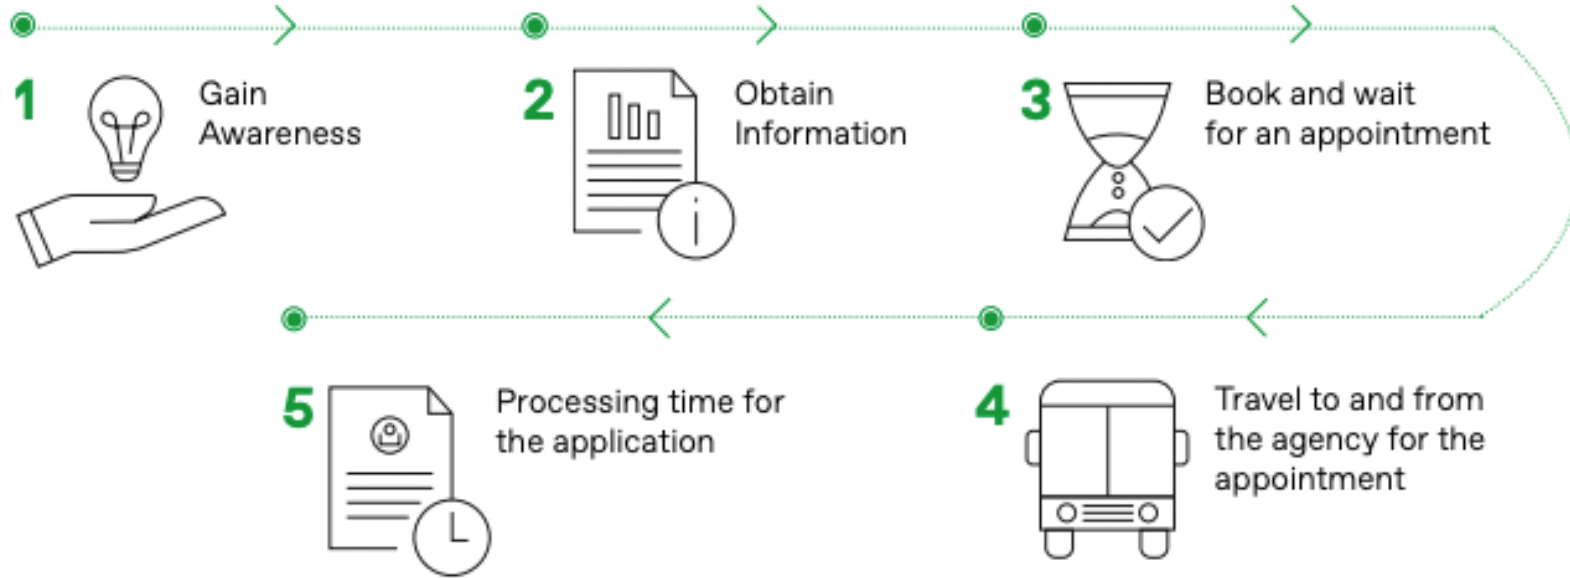 1
Gain
Awareness
2
Obtain
Information
3
Book and wait
for an appointment
4
Travel to and from
the agency for the
appointment
5
Processing time for
the application